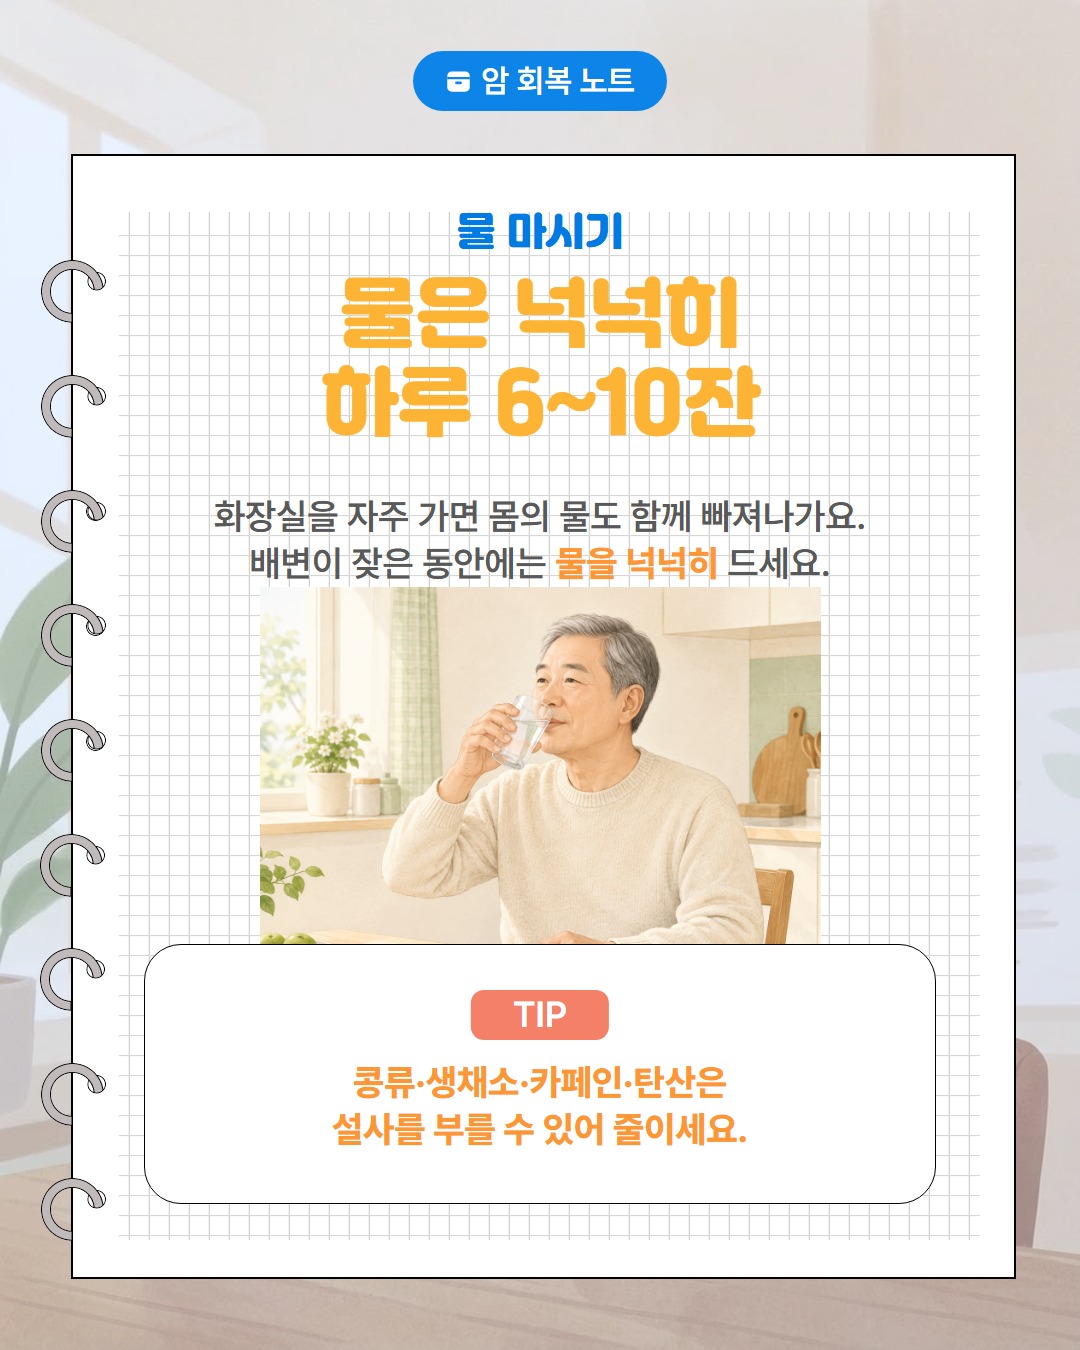 암 회복 노트
물 마시기
물은 넉넉히
하루 6~10잔
화장실을 자주 가면 몸의 물도 함께 빠져나가요.
배변이 잦은 동안에는 물을 넉넉히 드세요.
TIP
콩류·생채소·카페인·탄산은
설사를 부를 수 있어 줄이세요.